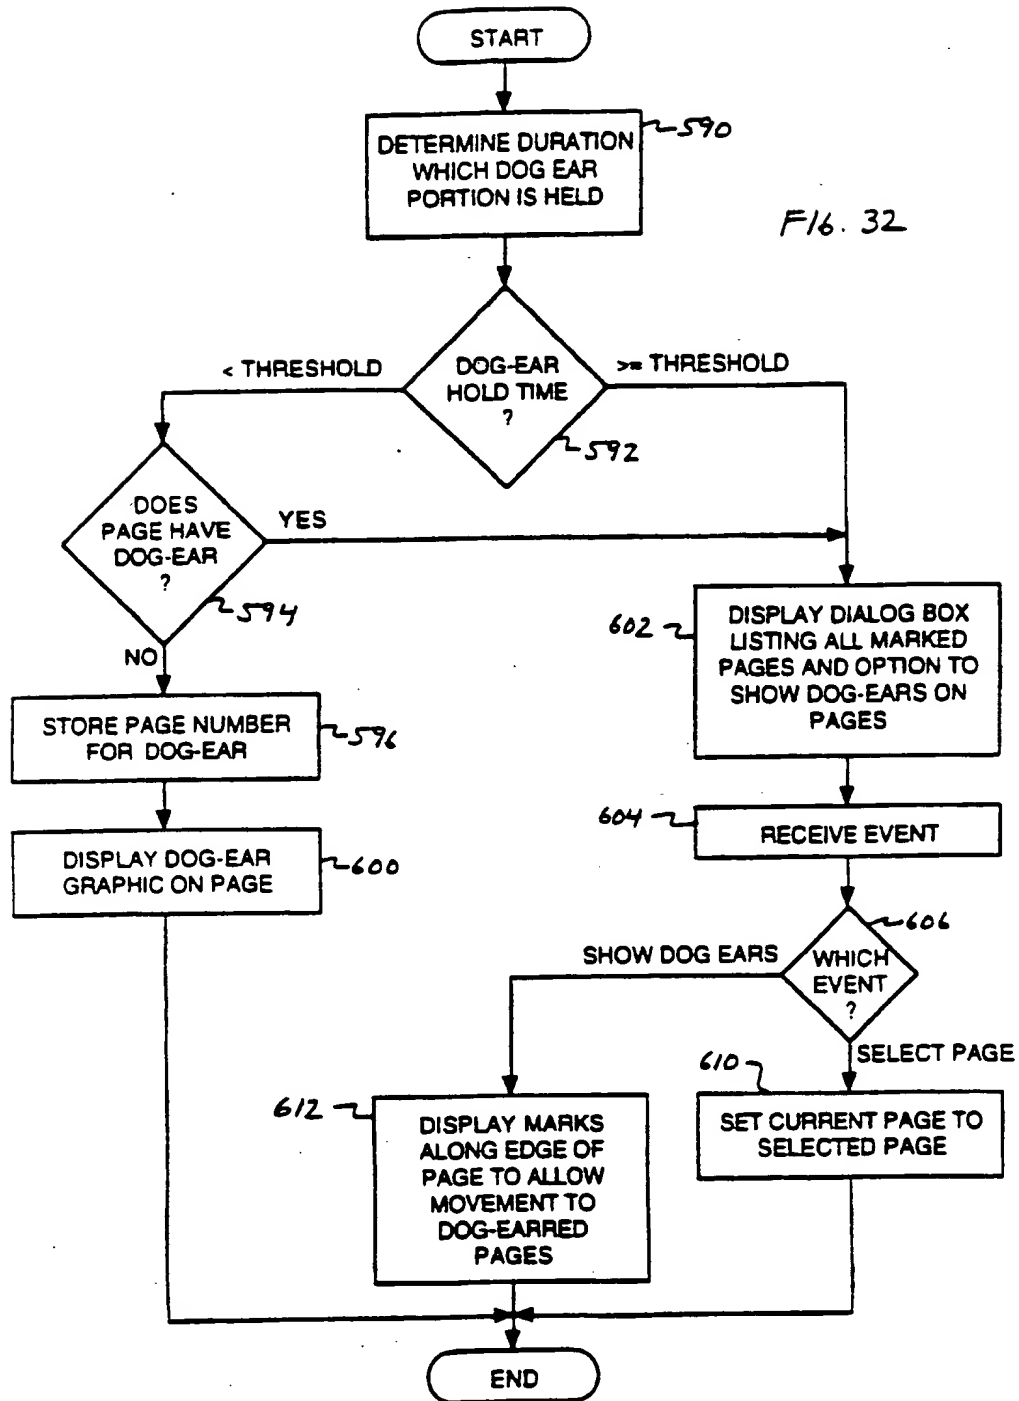 START
DETERMINE DURATION
WHICH DOG EAR
PORTION IS HELD
590
FIG. 32
DOG-EAR
HOLD TIME
?
592
< THRESHOLD
>= THRESHOLD
DOES
PAGE HAVE
DOG-EAR
?
594
YES
NO
STORE PAGE NUMBER
FOR DOG-EAR
596
DISPLAY DOG-EAR
GRAPHIC ON PAGE
600
602
DISPLAY DIALOG BOX
LISTING ALL MARKED
PAGES AND OPTION TO
SHOW DOG-EARS ON
PAGES
604
RECEIVE EVENT
606
WHICH
EVENT
?
SHOW DOG EARS
SELECT PAGE
610
SET CURRENT PAGE TO
SELECTED PAGE
612
DISPLAY MARKS
ALONG EDGE OF
PAGE TO ALLOW
MOVEMENT TO
DOG-EARRED
PAGES
END